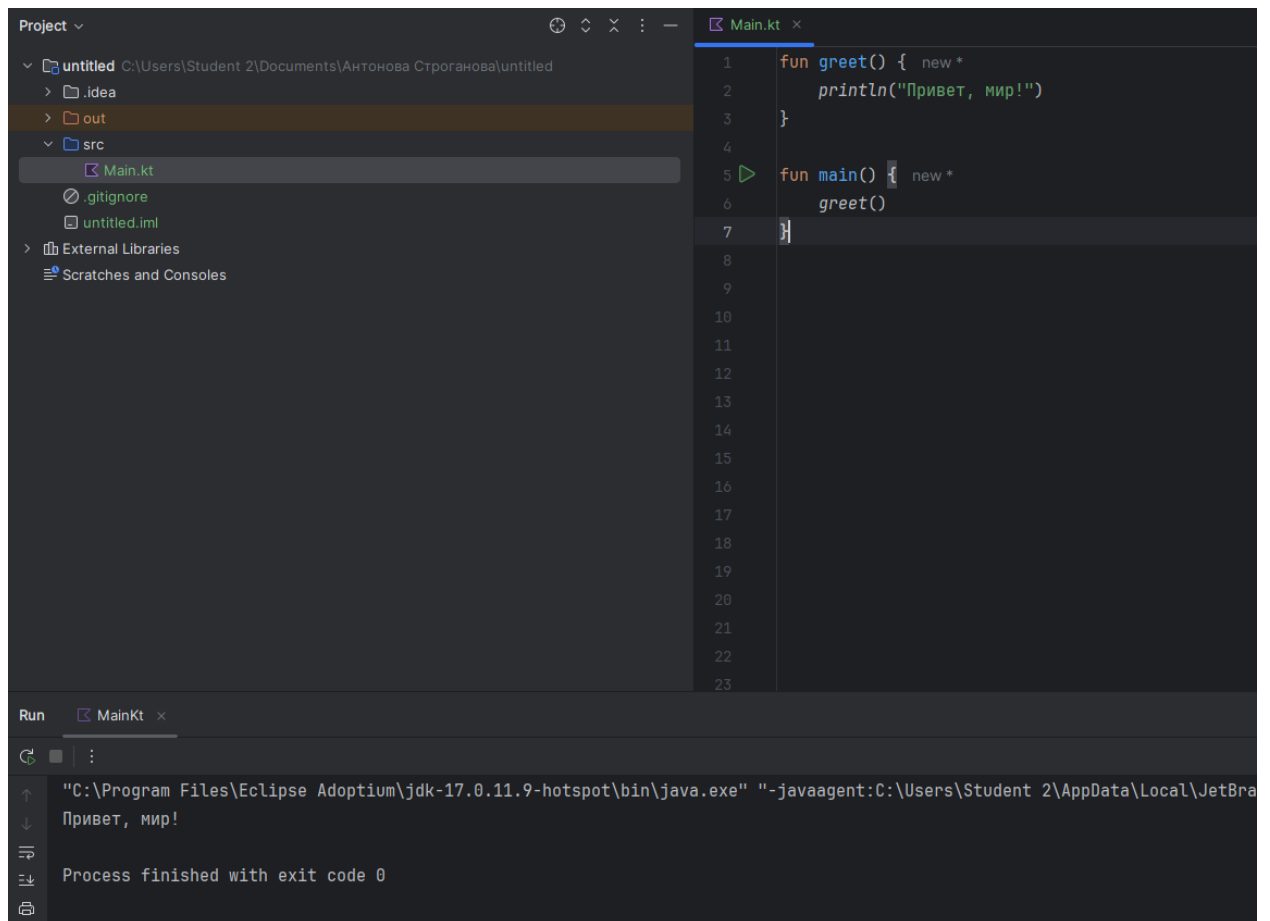 Project
untitled C:\Users\Student 2\Documents\Антонова Строганова\untitled
.idea
out
src
Main.kt
.gitignore
untitled.iml
External Libraries
Scratches and Consoles
Main.kt
1 fun greet() { new *
2 println("Привет, мир!")
3 }
4
5 fun main() { new *
6 greet()
7 }
8
9
10
11
12
13
14
15
16
17
18
19
20
21
22
23
Run MainKt
"C:\Program Files\Eclipse Adoptium\jdk-17.0.11.9-hotspot\bin\java.exe" "-javaagent:C:\Users\Student 2\AppData\Local\JetBra
Привет, мир!
Process finished with exit code 0